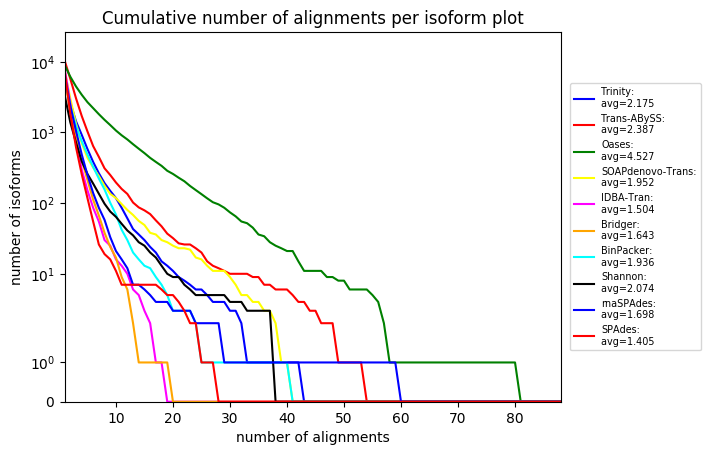 Cumulative number of alignments per isoform plot
number of isoforms
10^4
10^3
10^2
10^1
10^0
0
10
20
30
40
50
60
70
80
number of alignments
Trinity:
avg=2.175
Trans-ABySS:
avg=2.387
Oases:
avg=4.527
SOAPdenovo-Trans:
avg=1.952
IDBA-Tran:
avg=1.504
Bridger:
avg=1.643
BinPacker:
avg=1.936
Shannon:
avg=2.074
rnaSPAdes:
avg=1.698
SPAdes:
avg=1.405